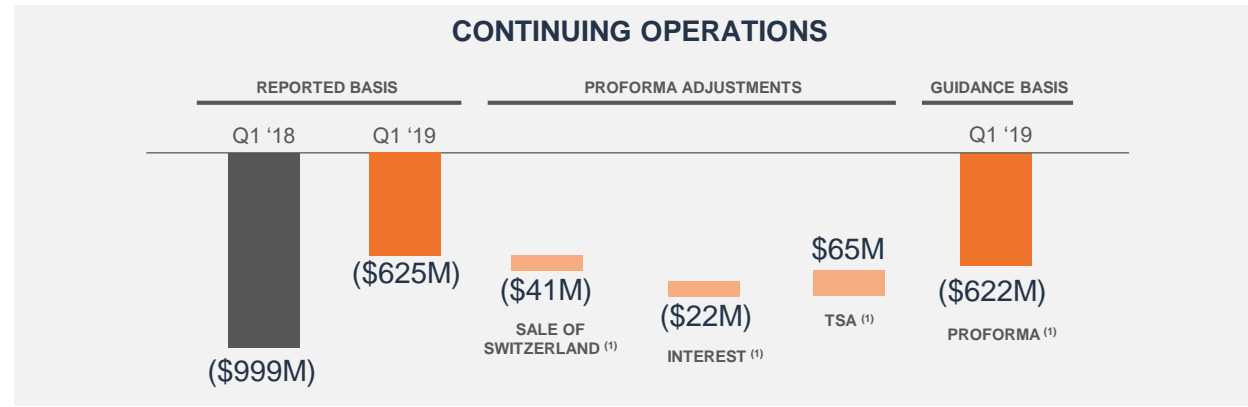 CONTINUING OPERATIONS
REPORTED BASIS
PROFORMA ADJUSTMENTS
GUIDANCE BASIS
Q1 ‘18
Q1 ‘19
Q1 ‘19
($999M)
($625M)
($41M)
SALE OF
SWITZERLAND (1)
($22M)
INTEREST (1)
$65M
TSA (1)
($622M)
PROFORMA (1)